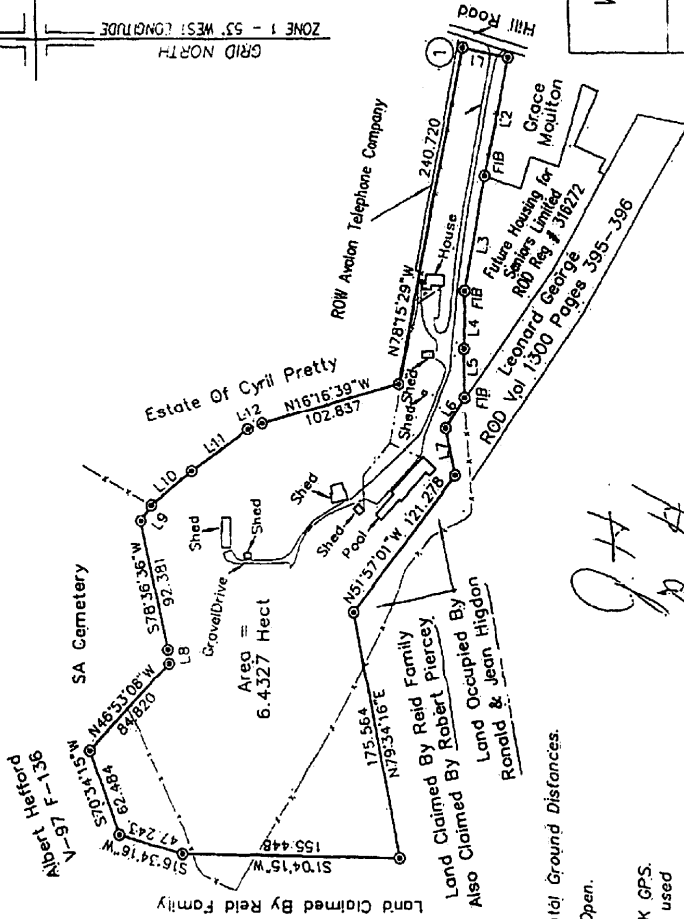 ZONE 1 - 53° WEST LONGITUDE
GRID NORTH
1
Hill Road
L1
ROW Avalon Telephone Company
240.720
N78°15'29"W
L2
Grace
Moulton
FIB
L3
House
Future Housing for
Seniors Limited
ROD Reg # 316272
FIB
L4
L5
Leonard George
ROD Vol 1300 Pages 395-396
FIB
L6
L7
Shed
Shed
Shed
Estate Of Cyril Pretty
N16°16'39"W
102.837
L12
L11
L10
L9
Shed
Shed
Pool
Shed
Shed
GravelDrive
SA Cemetery
S78°36'36"W
92.381
L8
Area =
6.4327 Hect
N46°53'08"W
84.820
Albert Hefford
V-97 F-136
S70°34'15"W
62.484
S16°34'16"W
47.243
S1°04'15"W
155.448
Land Claimed By Reid Family
175.564
N79°34'16"E
N51°57'01"W
121.278
Land Claimed By Reid Family
Also Claimed By Robert Piercey
Land Occupied By
Ronald & Jean Higdon
Ground Distances.
Open.
K GPS.
used